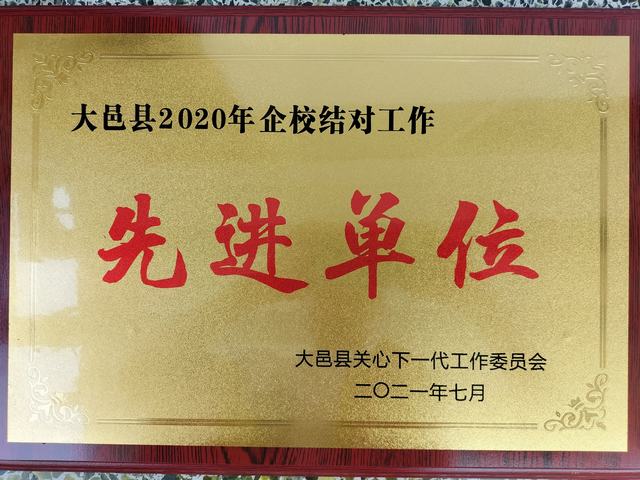 大邑县2020年企校结对工作
先进单位
大邑县关心下一代工作委员会
二〇二一年七月